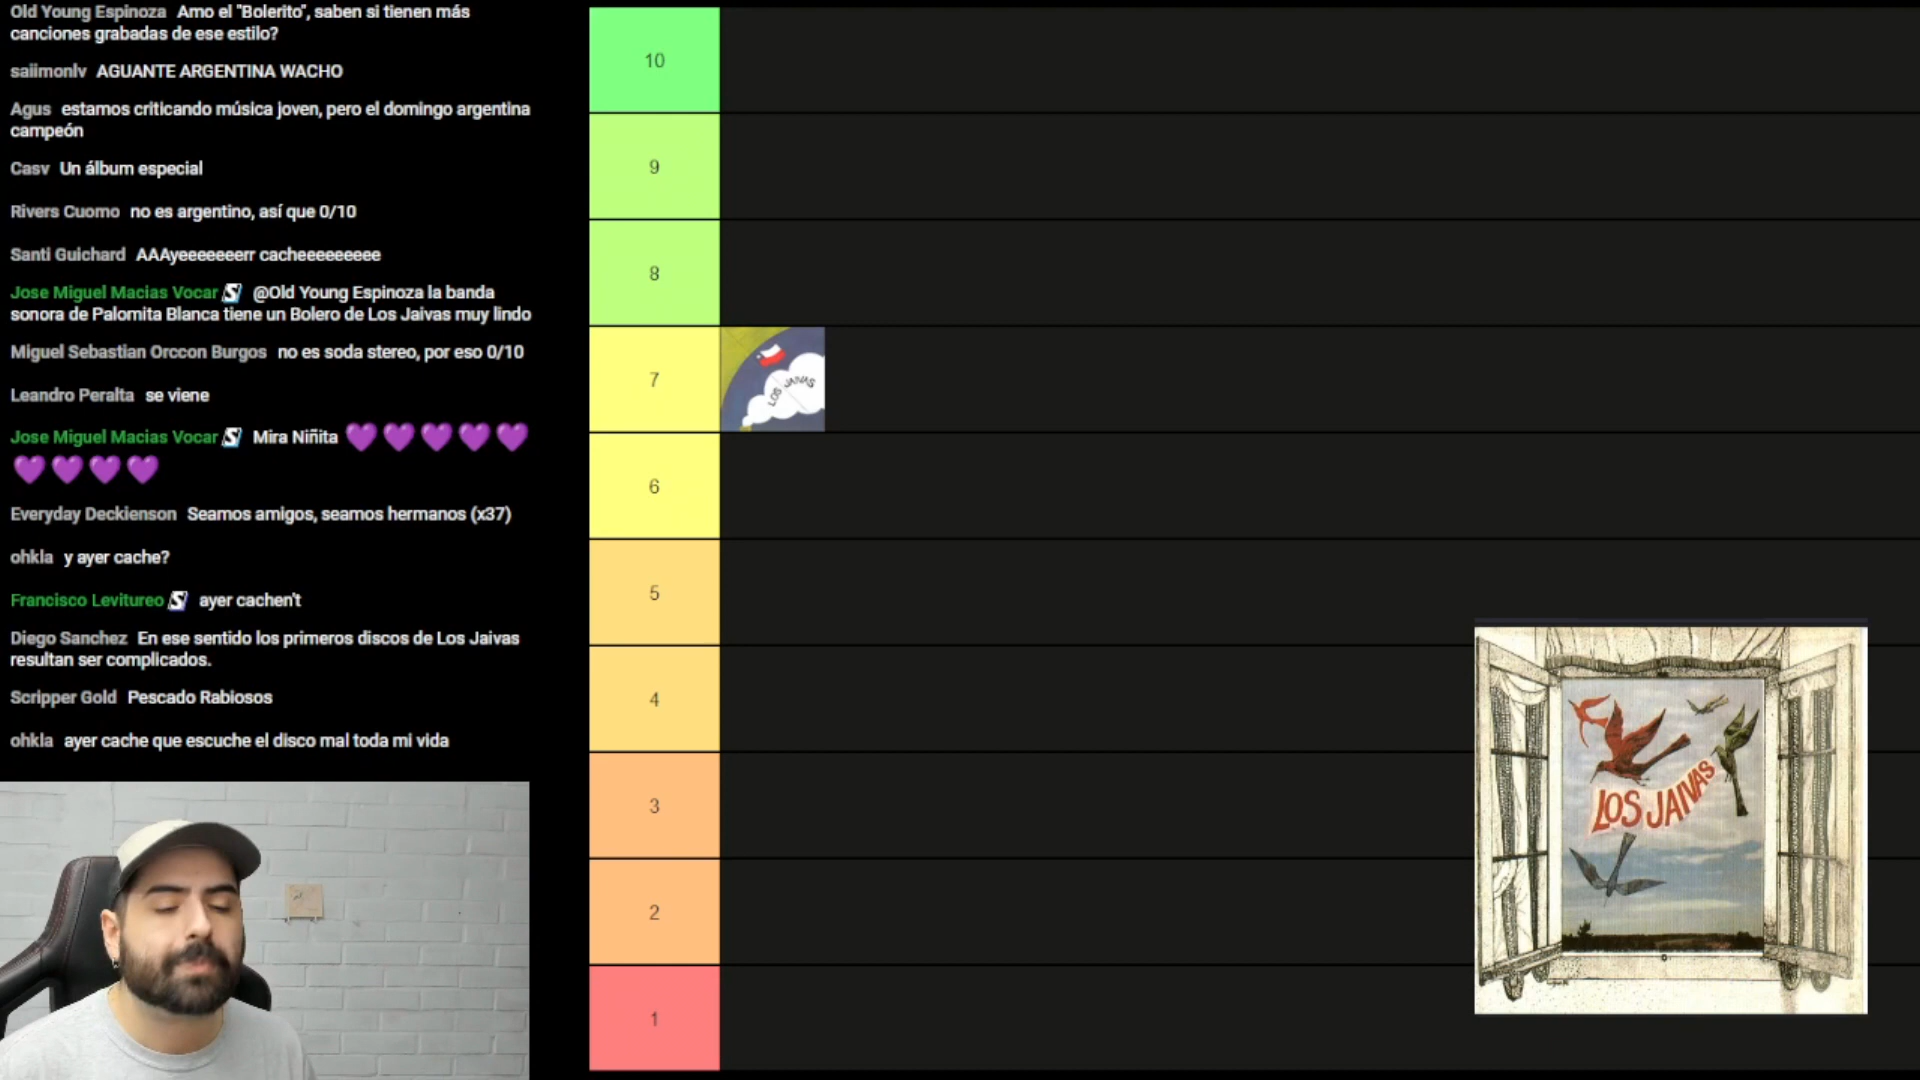 Old Young Espinoza Amo el "Bolerito", saben si tienen más
canciones grabadas de ese estilo?
saiimonlv AGUANTE ARGENTINA WACHO
Agus estamos criticando música joven, pero el domingo argentina
campeón
Casv Un álbum especial
Rivers Cuomo no es argentino, así que 0/10
Santi Guichard AAAyeeeeeeerr cacheeeeeeeee
Jose Miguel Macias Vocar S @Old Young Espinoza la banda
sonora de Palomita Blanca tiene un Bolero de Los Jaivas muy lindo
Miguel Sebastian Orccon Burgos no es soda stereo, por eso 0/10
Leandro Peralta se viene
Jose Miguel Macias Vocar S Mira Niñita 💜💜💜💜💜
💜💜💜💜
Everyday Deckienson Seamos amigos, seamos hermanos (x37)
ohkla y ayer cache?
Francisco Levitureo S ayer cachen't
Diego Sanchez En ese sentido los primeros discos de Los Jaivas
resultan ser complicados.
Scripper Gold Pescado Rabiosos
ohkla ayer cache que escuche el disco mal toda mi vida
10
9
8
7
LOS JAIVAS
6
5
4
3
2
1
LOS JAIVAS